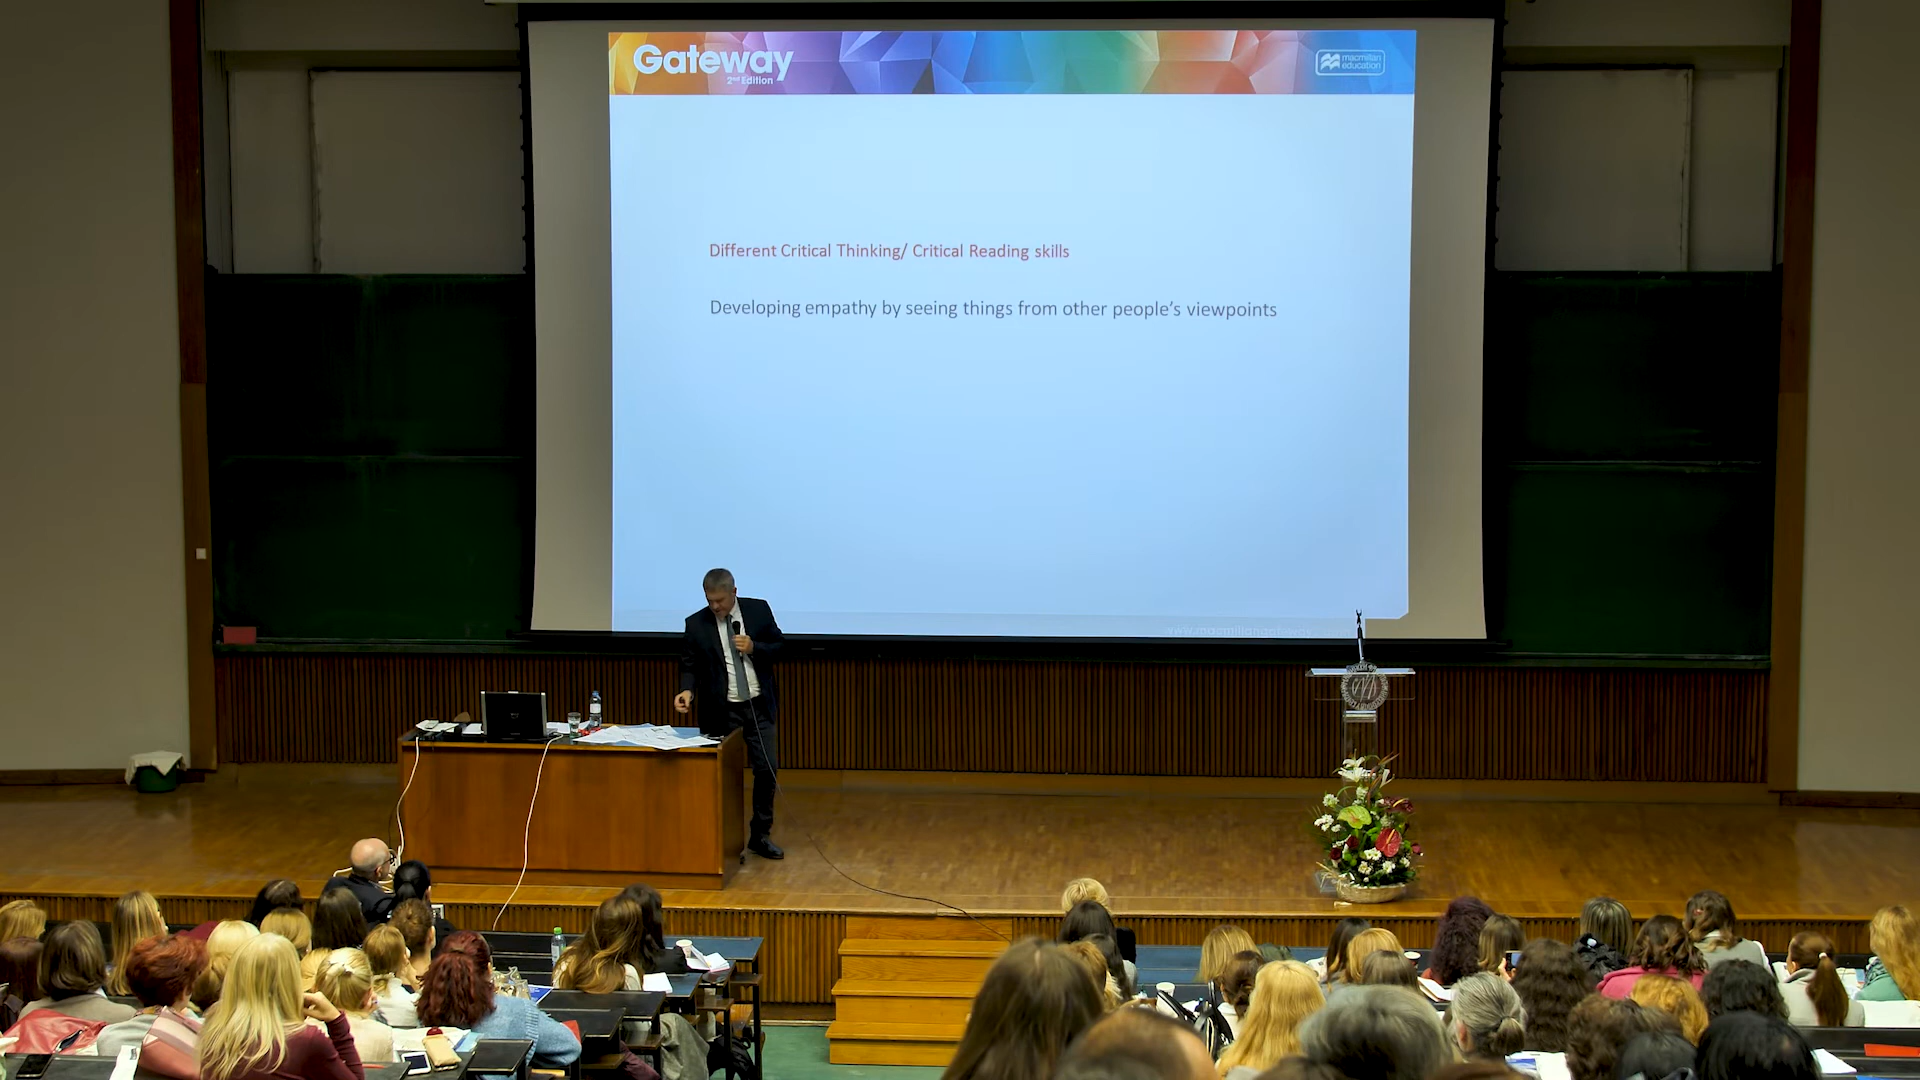 Gateway
2nd Edition
macmillan
education
Different Critical Thinking/ Critical Reading skills
Developing empathy by seeing things from other people's viewpoints